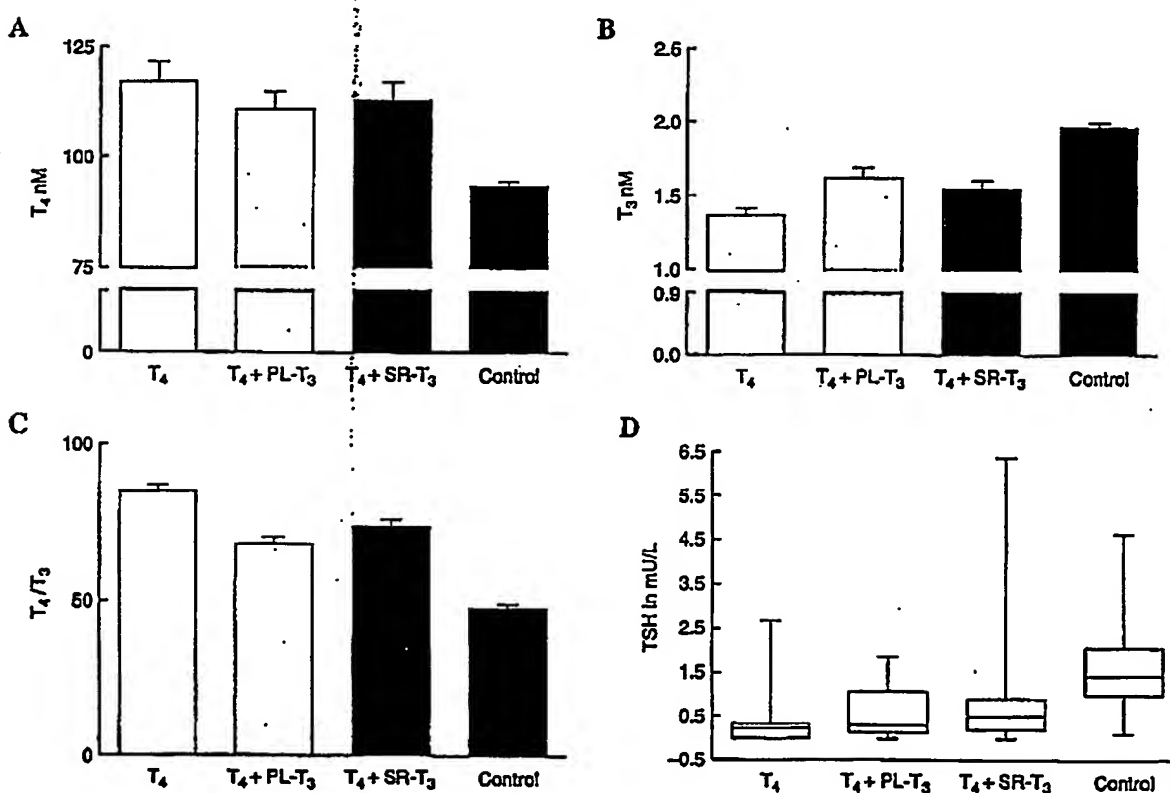 A
T4 nM
125
100
75
0
T4 T4 + PL-T3 T4 + SR-T3 Control
B
T3 nM
2.5
2.0
1.5
1.0
0.9
0.0
T4 T4 + PL-T3 T4 + SR-T3 Control
C
T4/T3
100
50
0
T4 T4 + PL-T3 T4 + SR-T3 Control
D
TSH in mU/L
6.5
5.5
4.5
3.5
2.5
1.5
0.5
-0.5
T4 T4 + PL-T3 T4 + SR-T3 Control